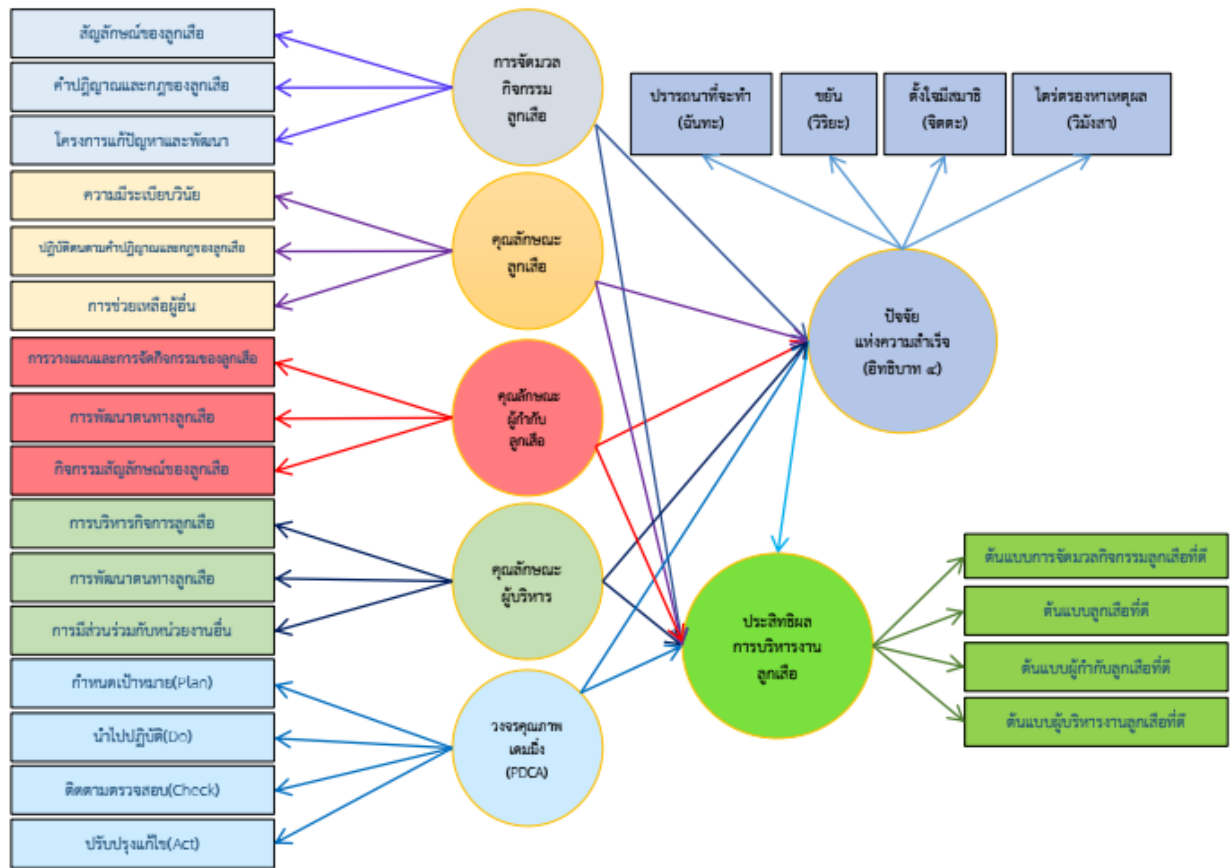 สัญลักษณ์ของลูกเสือ
คำปฏิญาณและกฎของลูกเสือ
โครงการแก้ปัญหาและพัฒนา
ความมีระเบียบวินัย
ปฏิบัติตนตามคำปฏิญาณและกฎของลูกเสือ
การช่วยเหลือผู้อื่น
การวางแผนและการจัดกิจกรรมของลูกเสือ
การพัฒนาตนทางลูกเสือ
กิจกรรมสัญลักษณ์ของลูกเสือ
การบริหารกิจการลูกเสือ
การพัฒนาตนทางลูกเสือ
การมีส่วนร่วมกับหน่วยงานอื่น
กำหนดเป้าหมาย(Plan)
นำไปปฏิบัติ(Do)
ติดตามตรวจสอบ(Check)
ปรับปรุงแก้ไข(Act)
การจัดมวล
กิจกรรม
ลูกเสือ
คุณลักษณะ
ลูกเสือ
คุณลักษณะ
ผู้กำกับ
ลูกเสือ
คุณลักษณะ
ผู้บริหาร
วงจรคุณภาพ
เดมมิ่ง
(PDCA)
ปรารถนาที่จะทำ
(ฉันทะ)
ขยัน
(วิริยะ)
ตั้งใจมีสมาธิ
(จิตตะ)
ไตร่ตรองหาเหตุผล
(วิมังสา)
ปัจจัย
แห่งความสำเร็จ
(อิทธิบาท ๔)
ประสิทธิผล
การบริหารงาน
ลูกเสือ
ต้นแบบการจัดมวลกิจกรรมลูกเสือที่ดี
ต้นแบบลูกเสือที่ดี
ต้นแบบผู้กำกับลูกเสือที่ดี
ต้นแบบผู้บริหารงานลูกเสือที่ดี